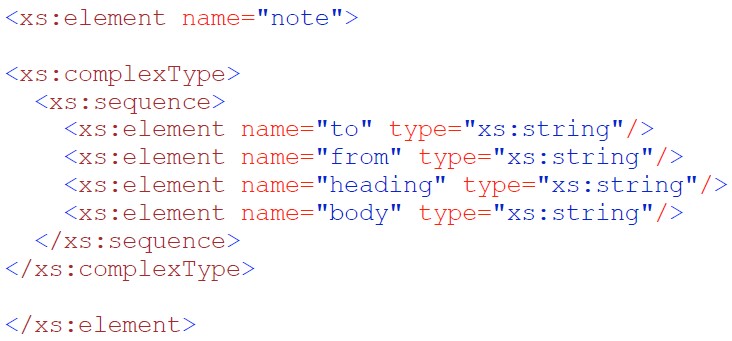 <xs:element name="note">
<xs:complexType>
<xs:sequence>
<xs:element name="to" type="xs:string"/>
<xs:element name="from" type="xs:string"/>
<xs:element name="heading" type="xs:string"/>
<xs:element name="body" type="xs:string"/>
</xs:sequence>
</xs:complexType>
</xs:element>